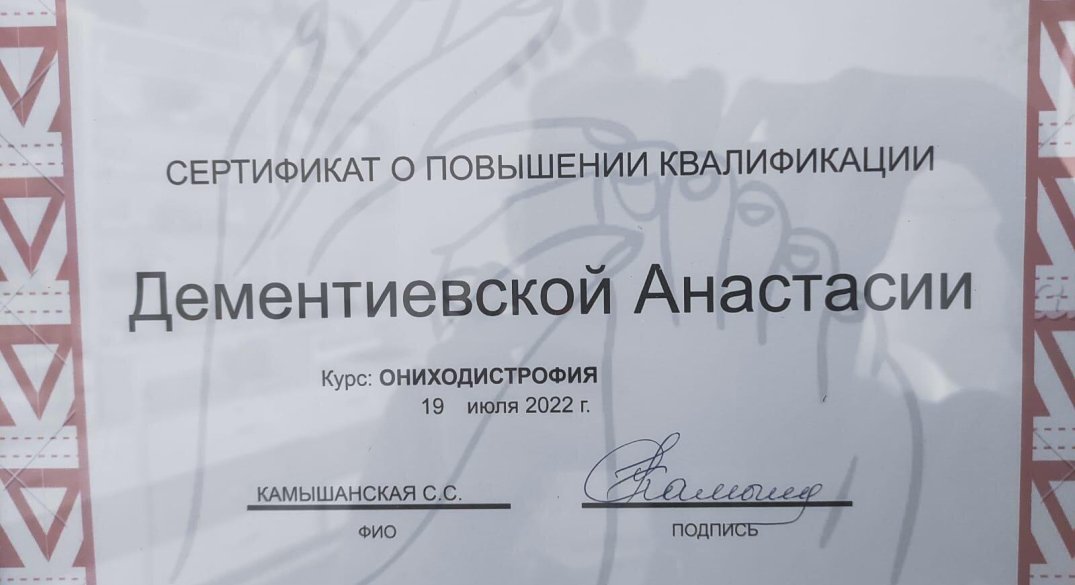 СЕРТИФИКАТ О ПОВЫШЕНИИ КВАЛИФИКАЦИИ
Дементиевской Анастасии
Курс: ОНИХОДИСТРОФИЯ
19 июля 2022 г.
КАМЫШАНСКАЯ С.С.
ФИО
ПОДПИСЬ